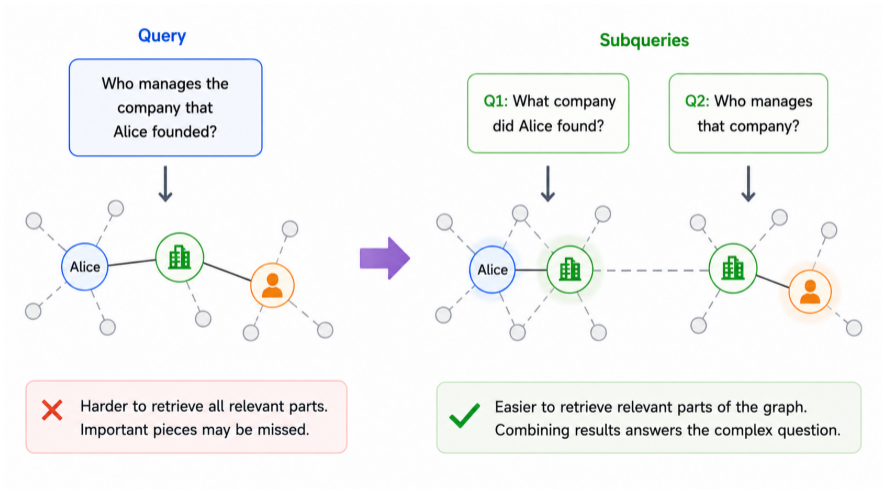 Query
Who manages the
company that
Alice founded?
Alice
Harder to retrieve all relevant parts.
Important pieces may be missed.
Subqueries
Q1: What company
did Alice found?
Q2: Who manages
that company?
Alice
Easier to retrieve relevant parts of the graph.
Combining results answers the complex question.